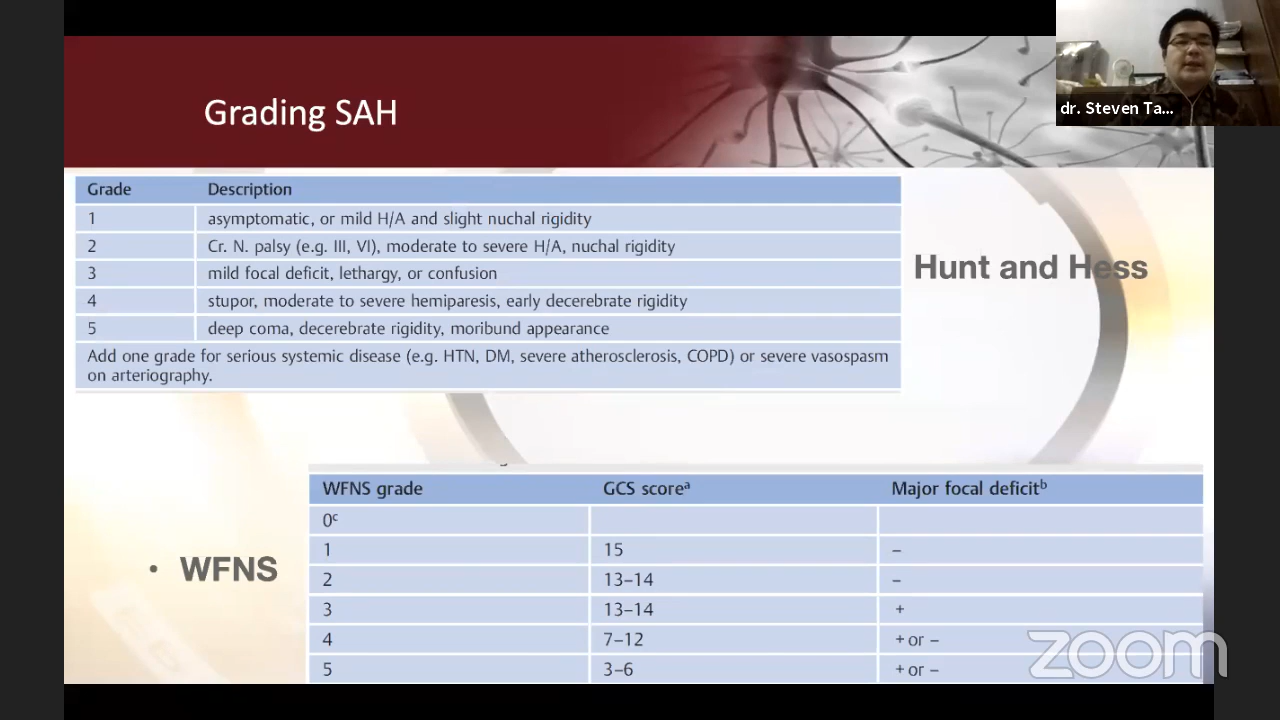 dr. Steven Ta...
Grading SAH
Grade Description
1 asymptomatic, or mild H/A and slight nuchal rigidity
2 Cr. N. palsy (e.g. III, VI), moderate to severe H/A, nuchal rigidity
3 mild focal deficit, lethargy, or confusion
4 stupor, moderate to severe hemiparesis, early decerebrate rigidity
5 deep coma, decerebrate rigidity, moribund appearance
Add one grade for serious systemic disease (e.g. HTN, DM, severe atherosclerosis, COPD) or severe vasospasm
on arteriography.
Hunt and Hess
• WFNS
WFNS grade GCS scoreᵃ Major focal deficitᵇ
0ᶜ
1 15 –
2 13–14 –
3 13–14 +
4 7–12 + or –
5 3–6 + or –
zoom